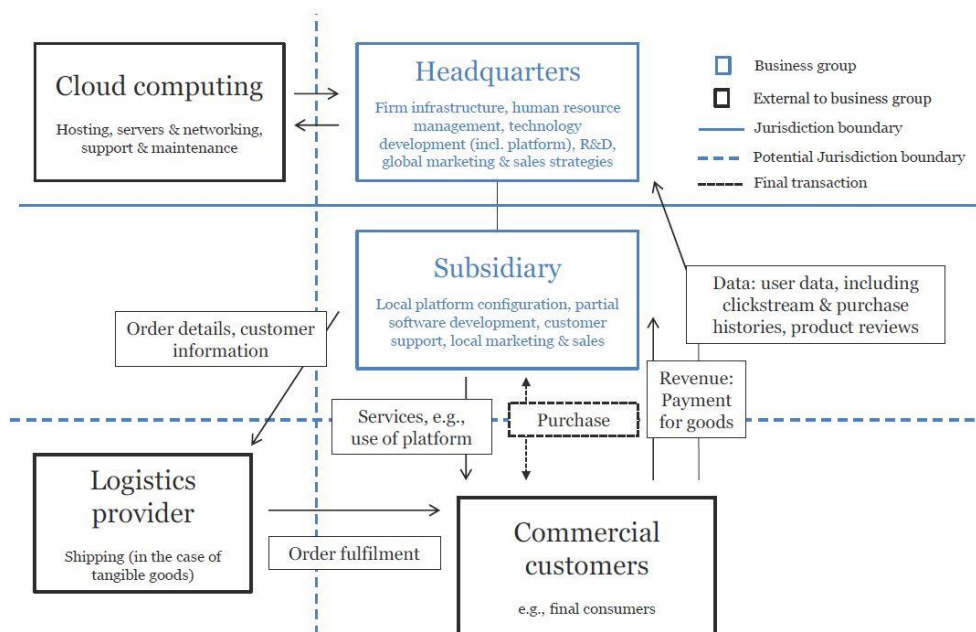 Cloud computing
Hosting, servers & networking,
support & maintenance
Headquarters
Firm infrastructure, human resource
management, technology
development (incl. platform), R&D,
global marketing & sales strategies
Business group
External to business group
Jurisdiction boundary
Potential Jurisdiction boundary
Final transaction
Subsidiary
Local platform configuration, partial
software development, customer
support, local marketing & sales
Data: user data, including
clickstream & purchase
histories, product reviews
Order details, customer
information
Revenue:
Payment
for goods
Services, e.g.,
use of platform
Purchase
Logistics
provider
Shipping (in the case of
tangible goods)
Order fulfilment
Commercial
customers
e.g., final consumers